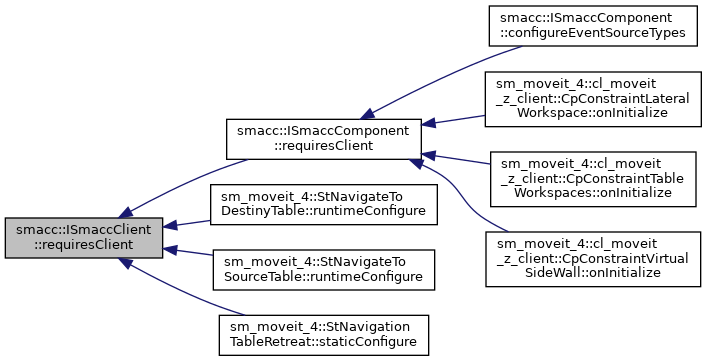 smacc::ISmaccComponent
::configureEventSourceTypes
sm_moveit_4::cl_moveit
_z_client::CpConstraintLateral
Workspace::onInitialize
smacc::ISmaccComponent
::requiresClient
sm_moveit_4::cl_moveit
_z_client::CpConstraintTable
Workspaces::onInitialize
sm_moveit_4::StNavigateTo
DestinyTable::runtimeConfigure
smacc::ISmaccClient
::requiresClient
sm_moveit_4::cl_moveit
_z_client::CpConstraintVirtual
SideWall::onInitialize
sm_moveit_4::StNavigateTo
SourceTable::runtimeConfigure
sm_moveit_4::StNavigation
TableRetreat::staticConfigure